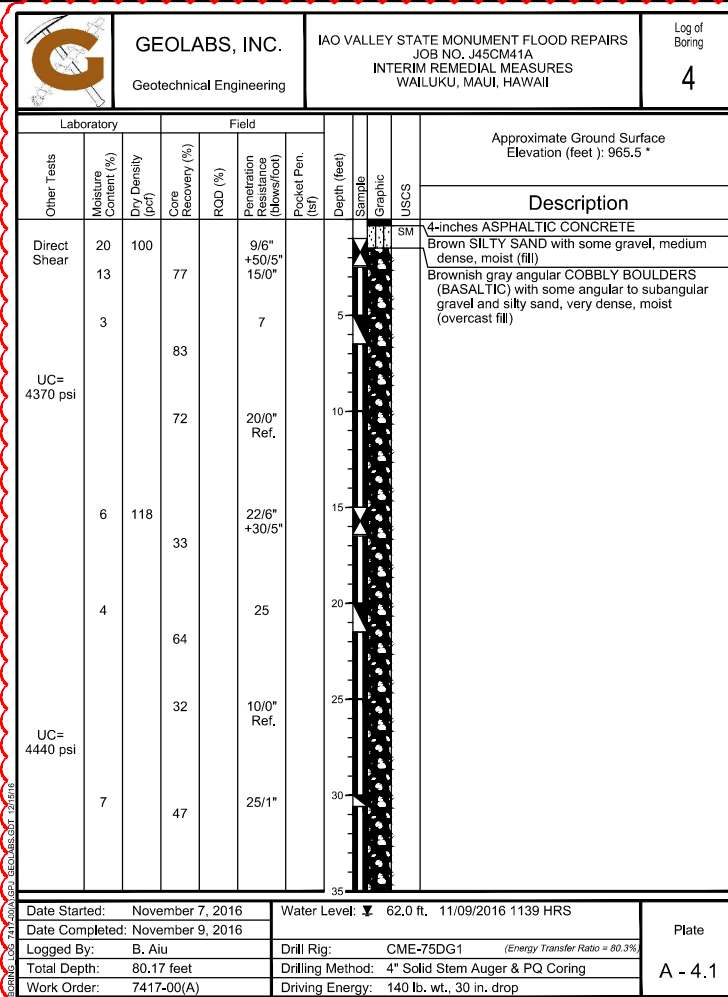 GEOLABS, INC.
Geotechnical Engineering
IAO VALLEY STATE MONUMENT FLOOD REPAIRS
JOB NO. J45CM41A
INTERIM REMEDIAL MEASURES
WAILUKU, MAUI, HAWAII
Log of
Boring
4
Laboratory
Field
Other Tests
Moisture
Content (%)
Dry Density
(pcf)
Core
Recovery (%)
RQD (%)
Penetration
Resistance
(blows/foot)
Pocket Pen.
(tsf)
Depth (feet)
Sample
Graphic
USCS
Approximate Ground Surface
Elevation (feet ): 965.5 *
Description
Direct
Shear
20
100
9/6"
+50/5"
13
77
15/0"
3
7
83
UC=
4370 psi
72
20/0"
Ref.
6
118
22/6"
+30/5"
33
4
25
64
32
10/0"
Ref.
UC=
4440 psi
7
25/1"
47
5
10
15
20
25
30
35
SM
4-inches ASPHALTIC CONCRETE
Brown SILTY SAND with some gravel, medium
dense, moist (fill)
Brownish gray angular COBBLY BOULDERS
(BASALTIC) with some angular to subangular
gravel and silty sand, very dense, moist
(overcast fill)
BORING_LOG 7417-00(A).GPJ GEOLABS.GDT 12/15/16
Date Started: November 7, 2016
Date Completed: November 9, 2016
Logged By: B. Aiu
Total Depth: 80.17 feet
Work Order: 7417-00(A)
Water Level: 62.0 ft. 11/09/2016 1139 HRS
Drill Rig: CME-75DG1 (Energy Transfer Ratio = 80.3%)
Drilling Method: 4" Solid Stem Auger & PQ Coring
Driving Energy: 140 lb. wt., 30 in. drop
Plate
A - 4.1